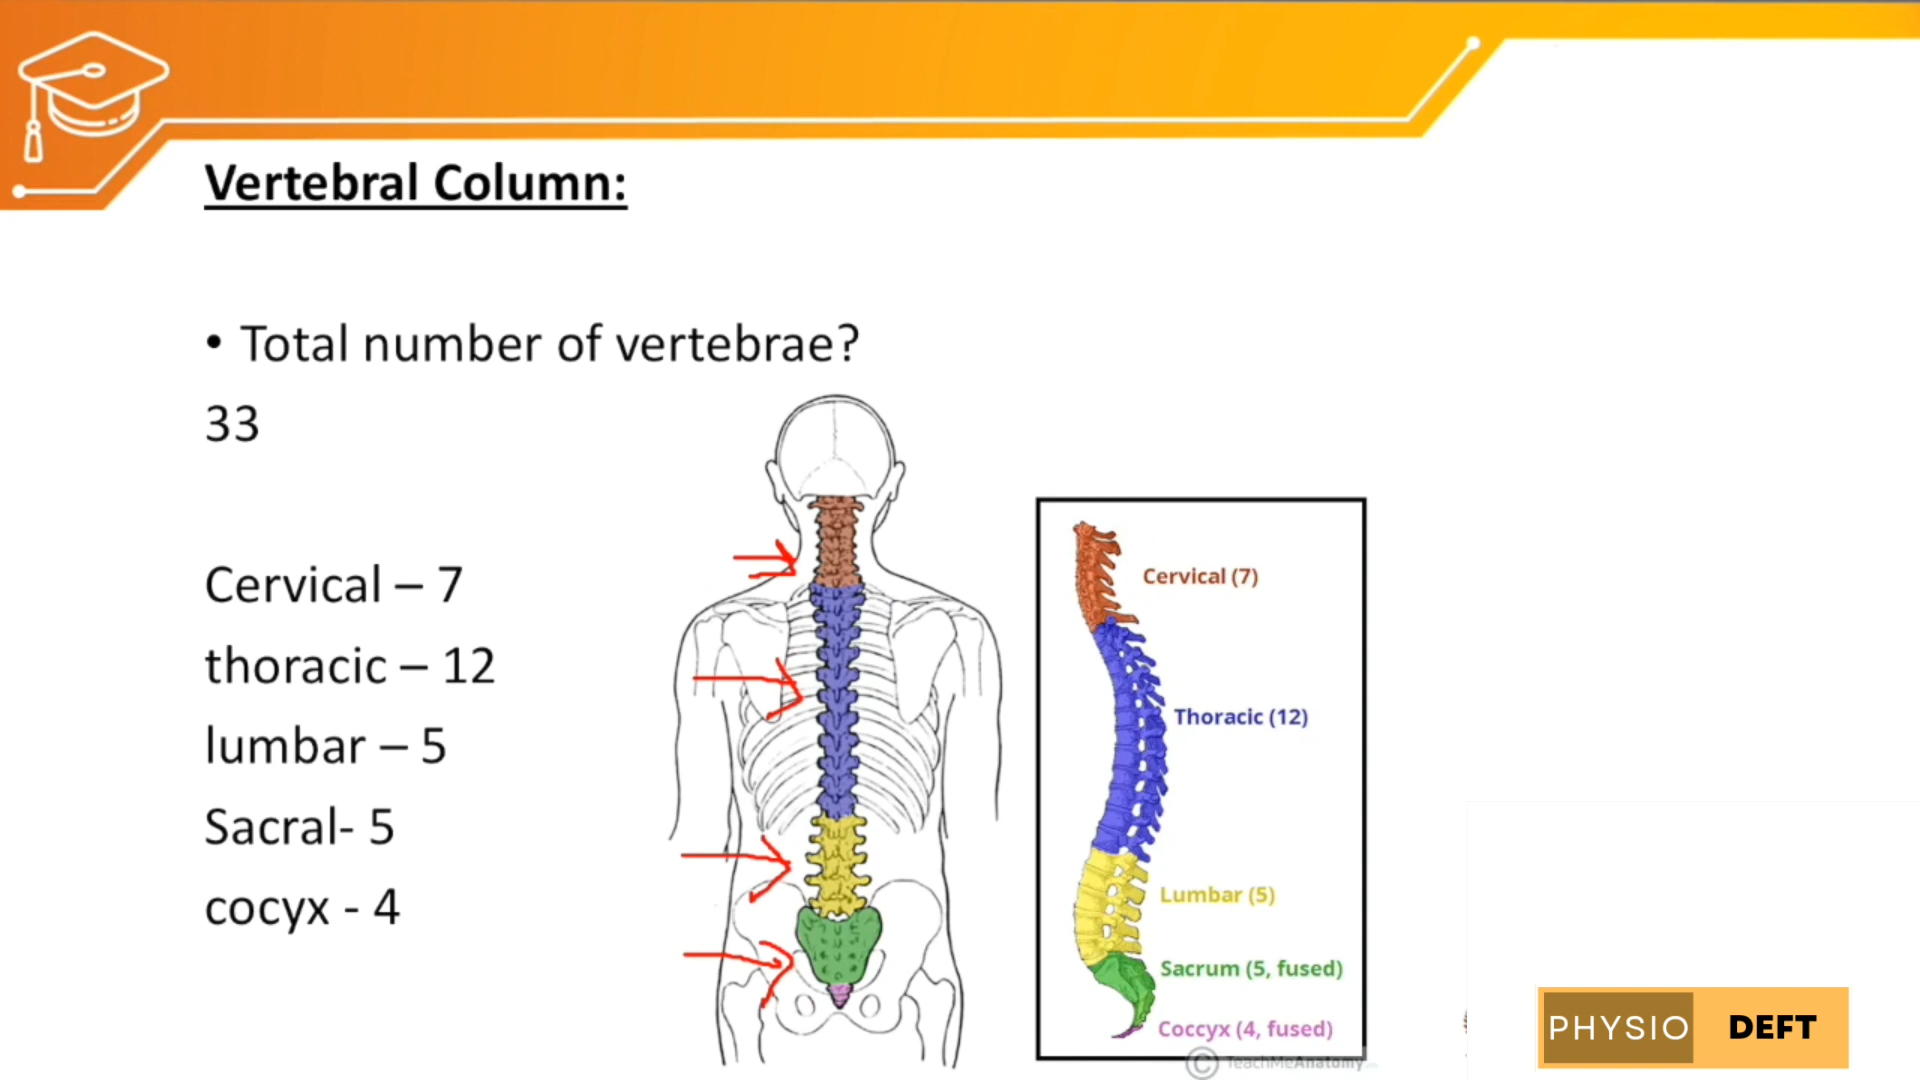 Vertebral Column:
• Total number of vertebrae?
33
Cervical – 7
thoracic – 12
lumbar – 5
Sacral- 5
cocyx - 4
Cervical (7)
Thoracic (12)
Lumbar (5)
Sacrum (5, fused)
Coccyx (4, fused)
© TeachMeAnatomy
PHYSIO DEFT